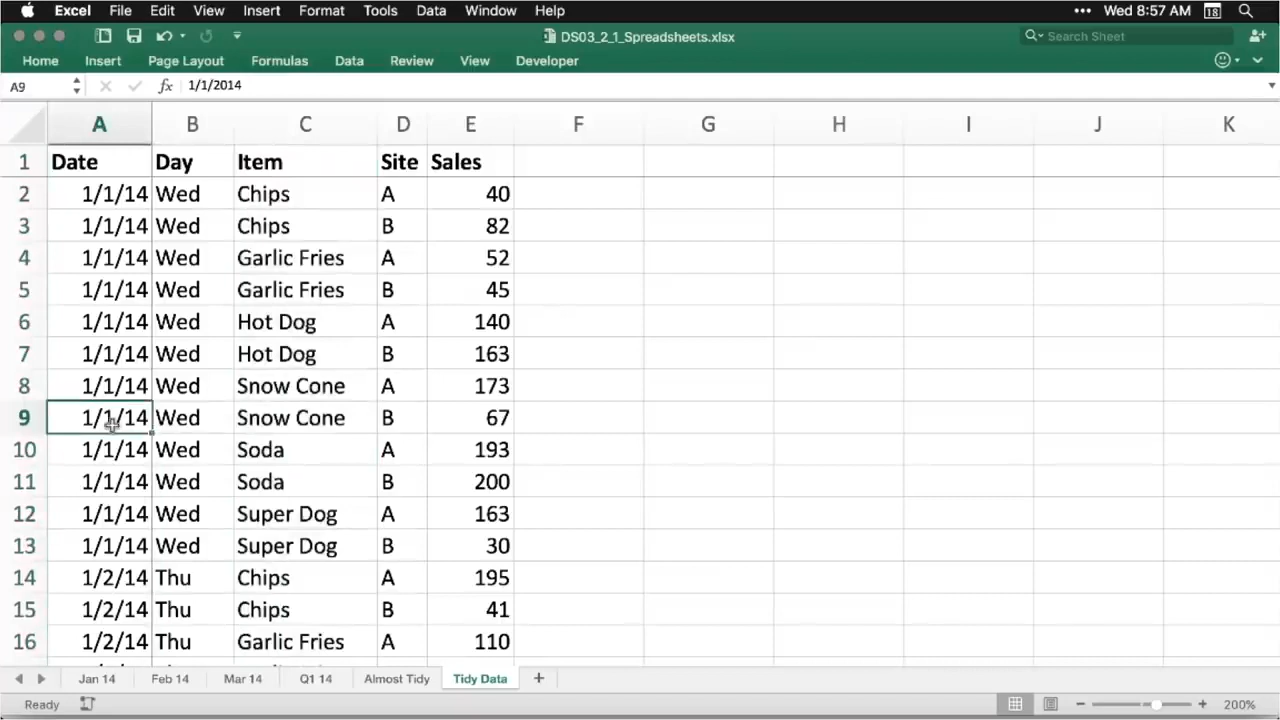 Excel File Edit View Insert Format Tools Data Window Help ••• Wed 8:57 AM 18
DS03_2_1_Spreadsheets.xlsx Search Sheet
Home Insert Page Layout Formulas Data Review View Developer
A9 fx 1/1/2014
A B C D E F G H I J K
1 Date Day Item Site Sales
2 1/1/14 Wed Chips A 40
3 1/1/14 Wed Chips B 82
4 1/1/14 Wed Garlic Fries A 52
5 1/1/14 Wed Garlic Fries B 45
6 1/1/14 Wed Hot Dog A 140
7 1/1/14 Wed Hot Dog B 163
8 1/1/14 Wed Snow Cone A 173
9 1/1/14 Wed Snow Cone B 67
10 1/1/14 Wed Soda A 193
11 1/1/14 Wed Soda B 200
12 1/1/14 Wed Super Dog A 163
13 1/1/14 Wed Super Dog B 30
14 1/2/14 Thu Chips A 195
15 1/2/14 Thu Chips B 41
16 1/2/14 Thu Garlic Fries A 110
Jan 14 Feb 14 Mar 14 Q1 14 Almost Tidy Tidy Data +
Ready 200%